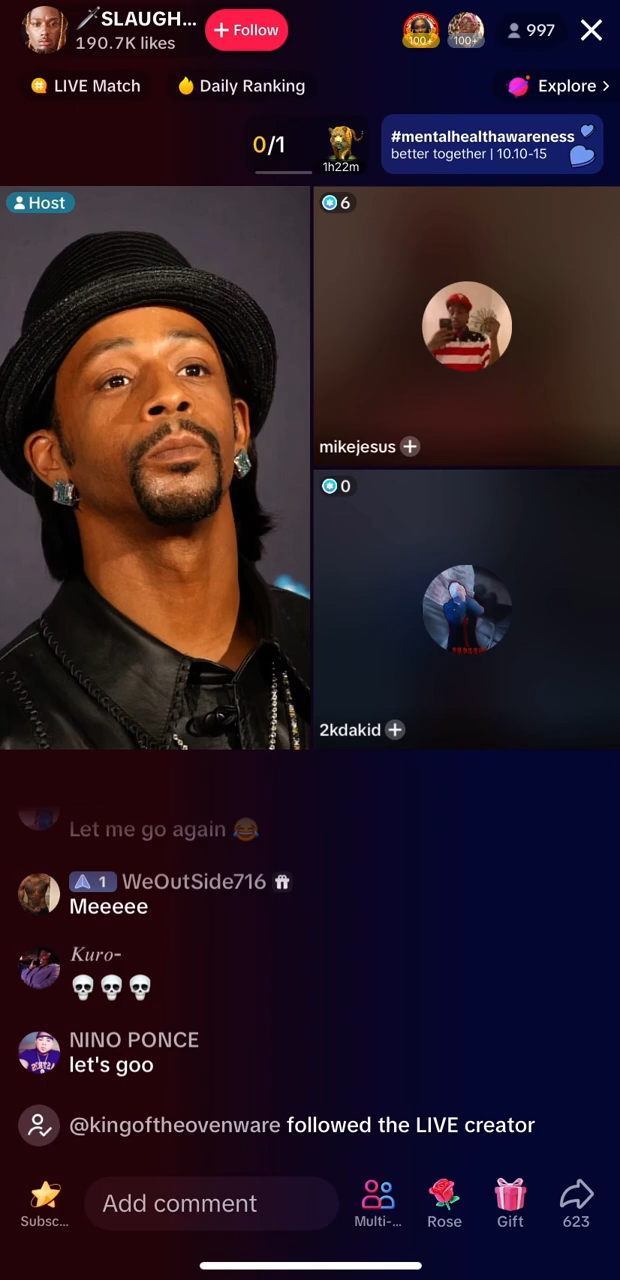 SLAUGH...
190.7K likes
+ Follow
100+
100+
997
LIVE Match
Daily Ranking
Explore >
0/1
1h22m
#mentalhealthawareness
better together | 10.10-15
Host
6
mikejesus
0
2kdakid
Let me go again 😂
1 WeOutSide716
Meeeee
Kuro-
💀💀💀
NINO PONCE
let's goo
@kingoftheovenware followed the LIVE creator
Add comment
Subsc...
Multi-...
Rose
Gift
623